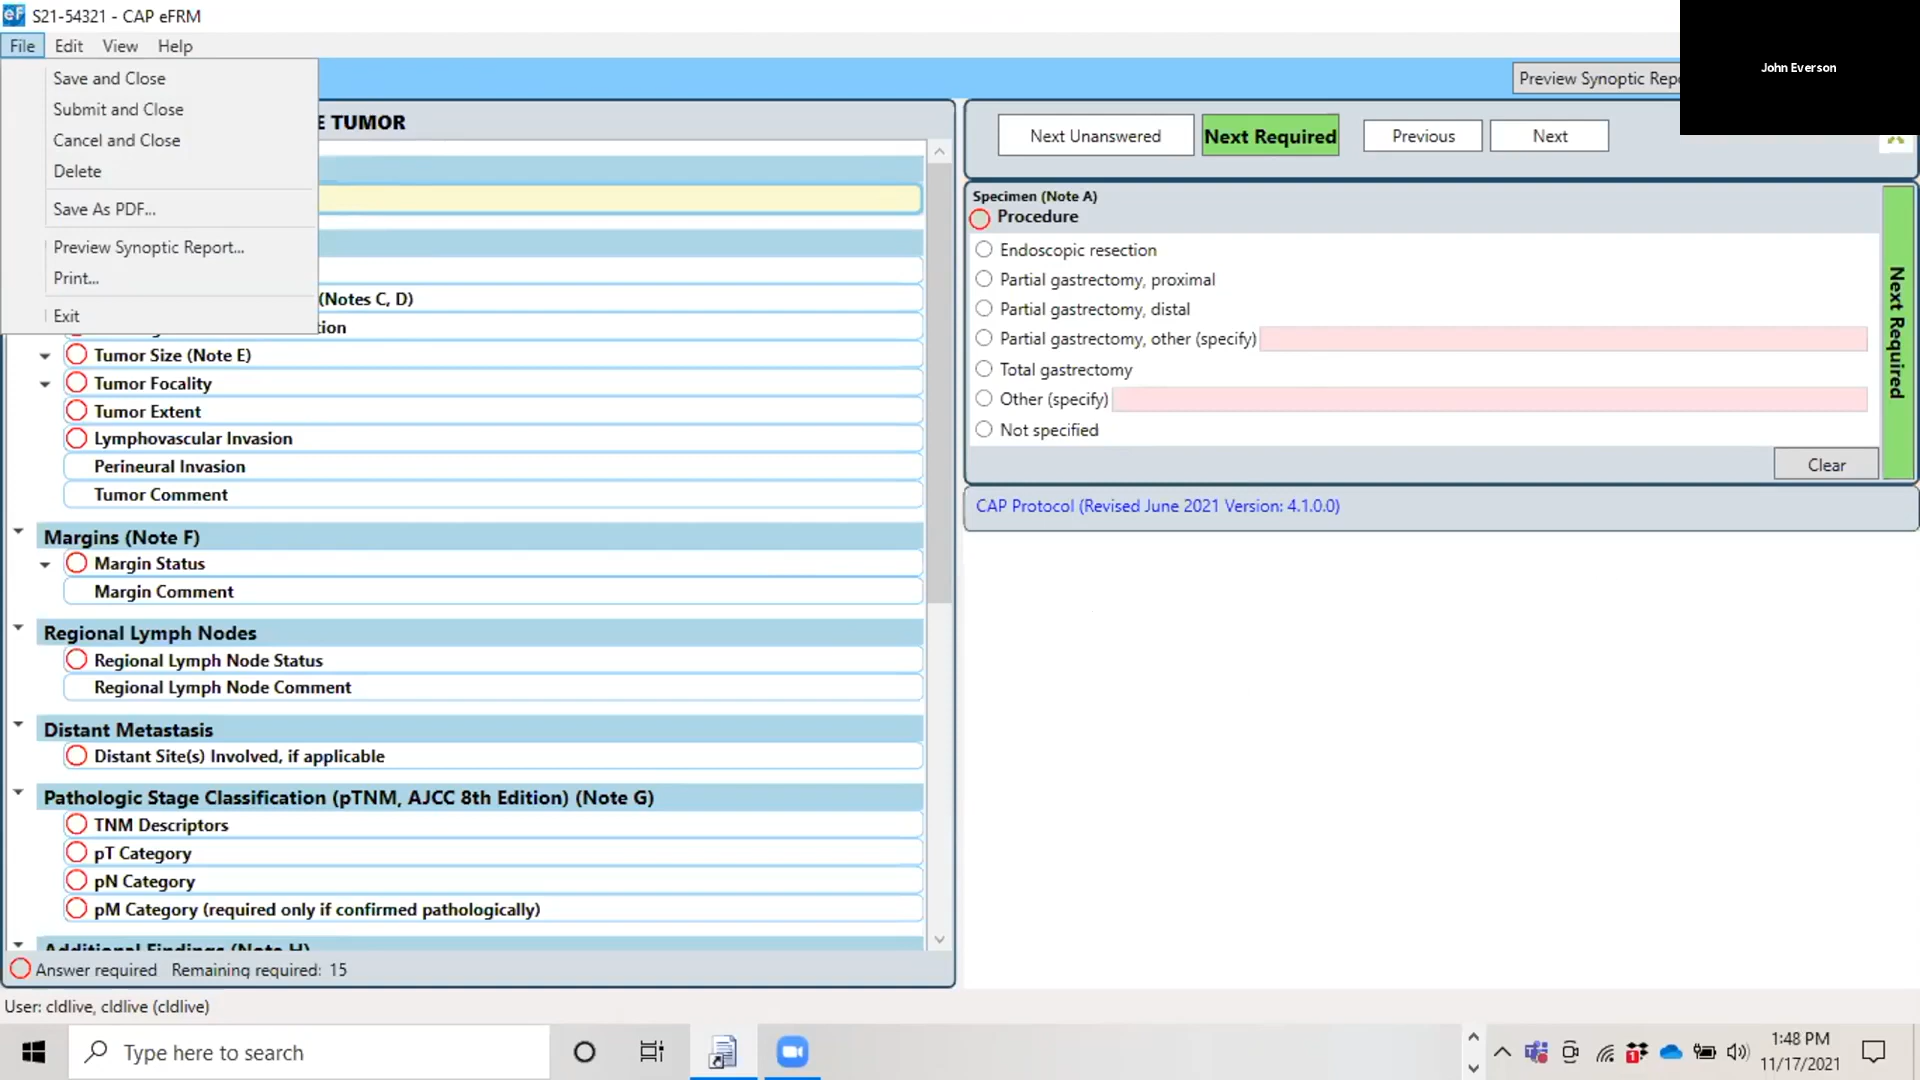 S21-54321 - CAP eFRM
File Edit View Help
John Everson
Save and Close
Submit and Close
Cancel and Close
Delete
Save As PDF...
Preview Synoptic Report...
Print...
Exit
Preview Synoptic
TUMOR
(Notes C, D)
Tumor Size (Note E)
Tumor Focality
Tumor Extent
Lymphovascular Invasion
Perineural Invasion
Tumor Comment
Margins (Note F)
Margin Status
Margin Comment
Regional Lymph Nodes
Regional Lymph Node Status
Regional Lymph Node Comment
Distant Metastasis
Distant Site(s) Involved, if applicable
Pathologic Stage Classification (pTNM, AJCC 8th Edition) (Note G)
TNM Descriptors
pT Category
pN Category
pM Category (required only if confirmed pathologically)
Additional Findings (Note H)
Answer required Remaining required: 15
Next Unanswered Next Required Previous Next
Specimen (Note A)
Procedure
Endoscopic resection
Partial gastrectomy, proximal
Partial gastrectomy, distal
Partial gastrectomy, other (specify)
Total gastrectomy
Other (specify)
Not specified
Clear
Next Required
CAP Protocol (Revised June 2021 Version: 4.1.0.0)
User: cldlive, cldlive (cldlive)
Type here to search
1:48 PM
11/17/2021